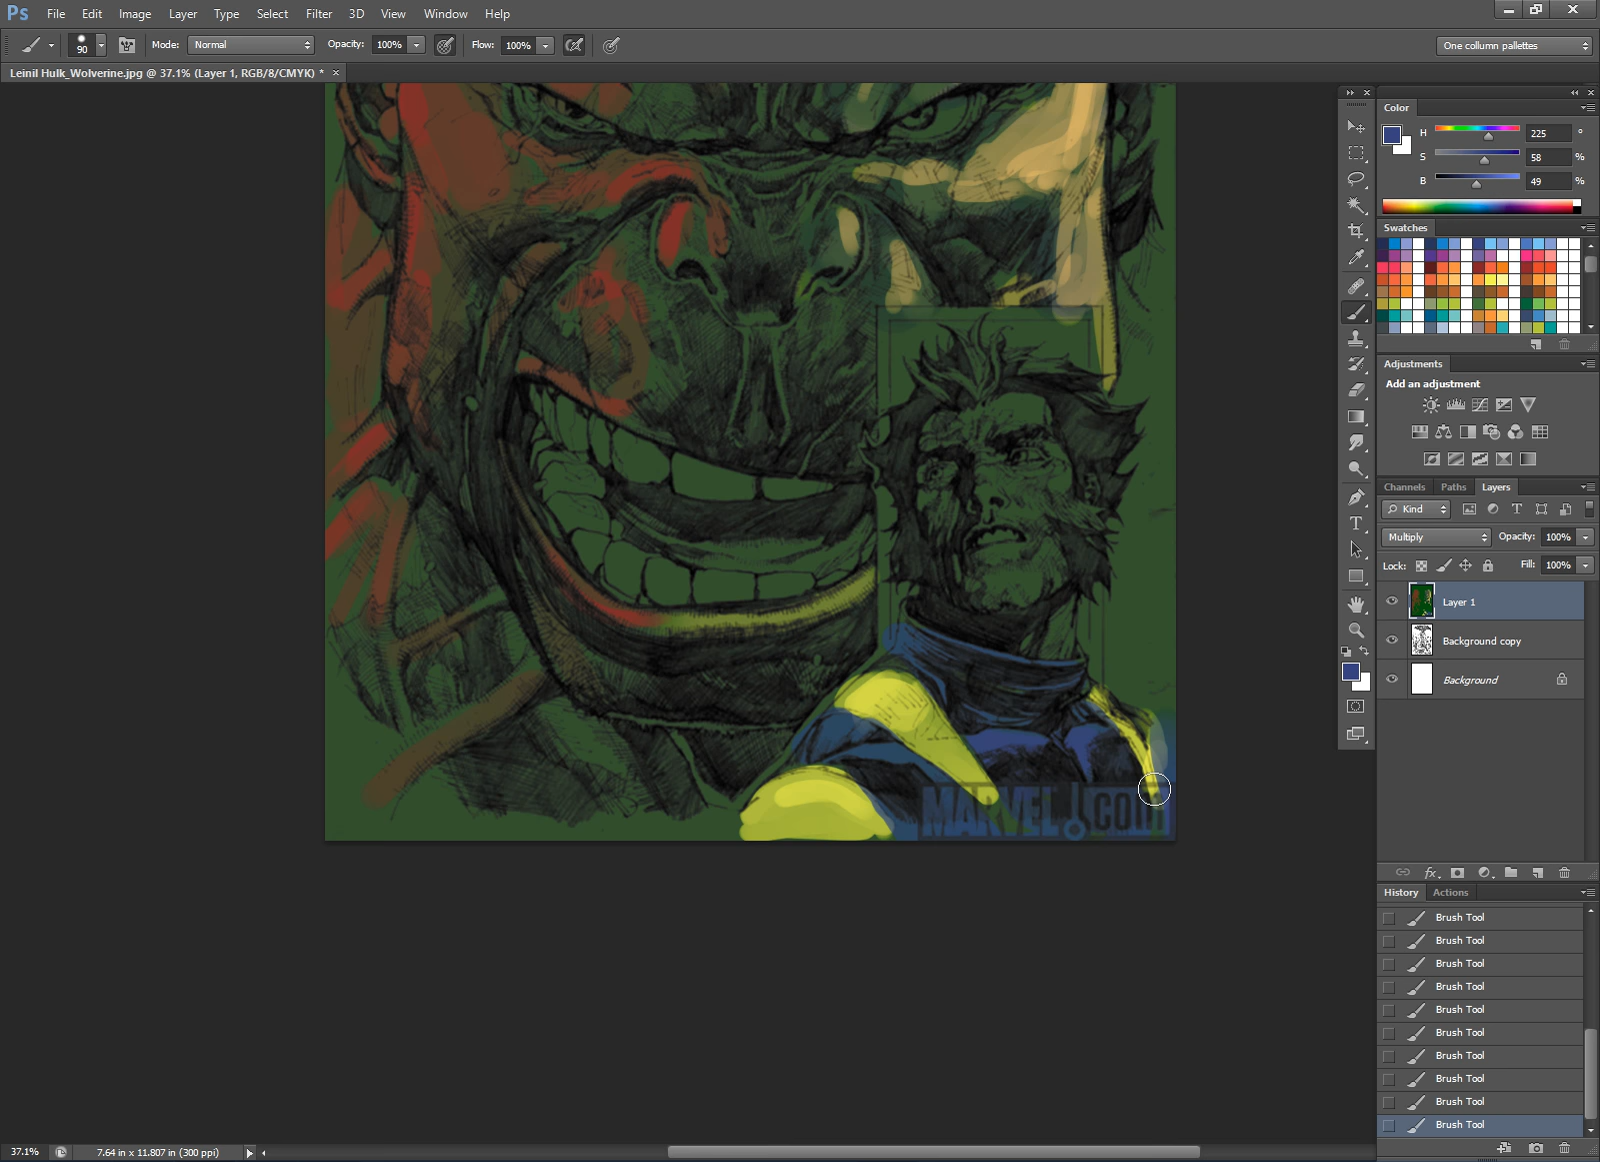 Ps File Edit Image Layer Type Select Filter 3D View Window Help
90 Mode: Normal Opacity: 100% Flow: 100% One collumn palettes
Leinil Hulk_Wolverine.jpg @ 37.1% (Layer 1, RGB/8/CMYK) * ×
Color
H 225 °
S 58 %
B 49 %
Swatches
Adjustments
Add an adjustment
Channels Paths Layers
Kind
Multiply Opacity: 100%
Lock: Fill: 100%
Layer 1
Background copy
Background
MARVEL.COM
History Actions
Brush Tool
Brush Tool
Brush Tool
Brush Tool
Brush Tool
Brush Tool
Brush Tool
Brush Tool
Brush Tool
Brush Tool
37.1% 7.64 in x 11.807 in (300 ppi)